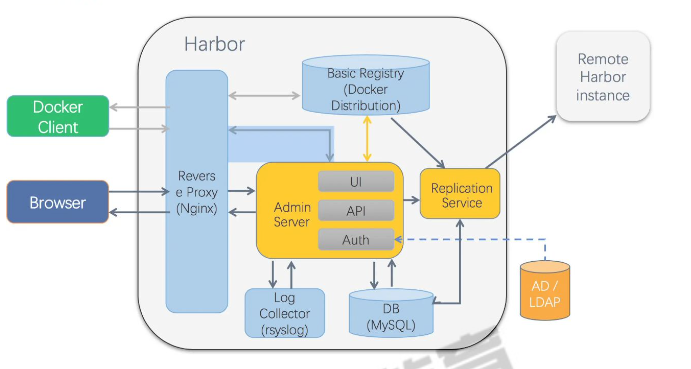 Harbor
Basic Registry
(Docker
Distribution)
Remote
Harbor
instance
Docker
Client
Revers
e Proxy
(Nginx)
UI
Admin
Server
API
Auth
Replication
Service
Browser
AD /
LDAP
Log
Collector
(rsyslog)
DB
(MySQL)